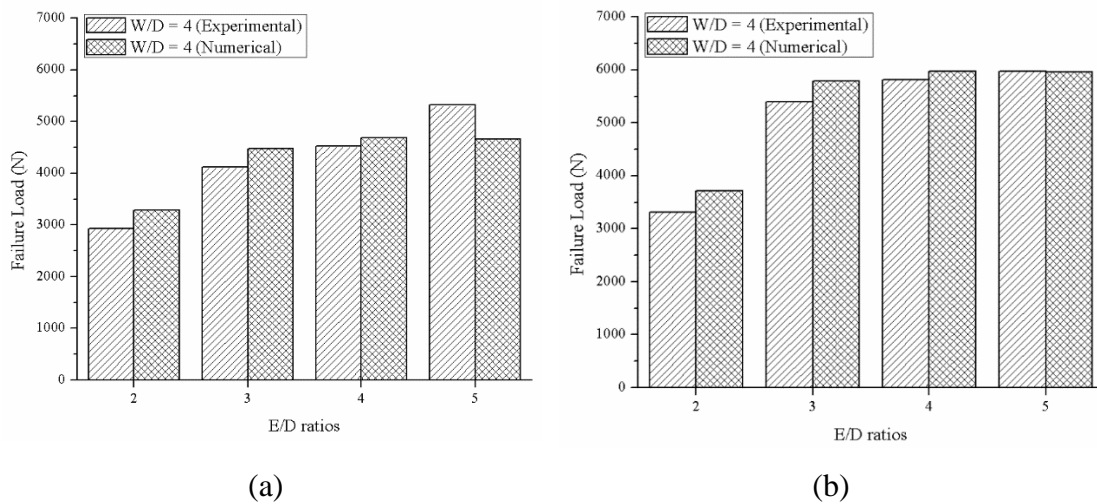 7000
6000
5000
4000
3000
2000
1000
0
Failure Load (N)
W/D = 4 (Experimental)
W/D = 4 (Numerical)
2 3 4 5
E/D ratios
(a)
7000
6000
5000
4000
3000
2000
1000
0
Failure Load (N)
W/D = 4 (Experimental)
W/D = 4 (Numerical)
2 3 4 5
E/D ratios
(b)